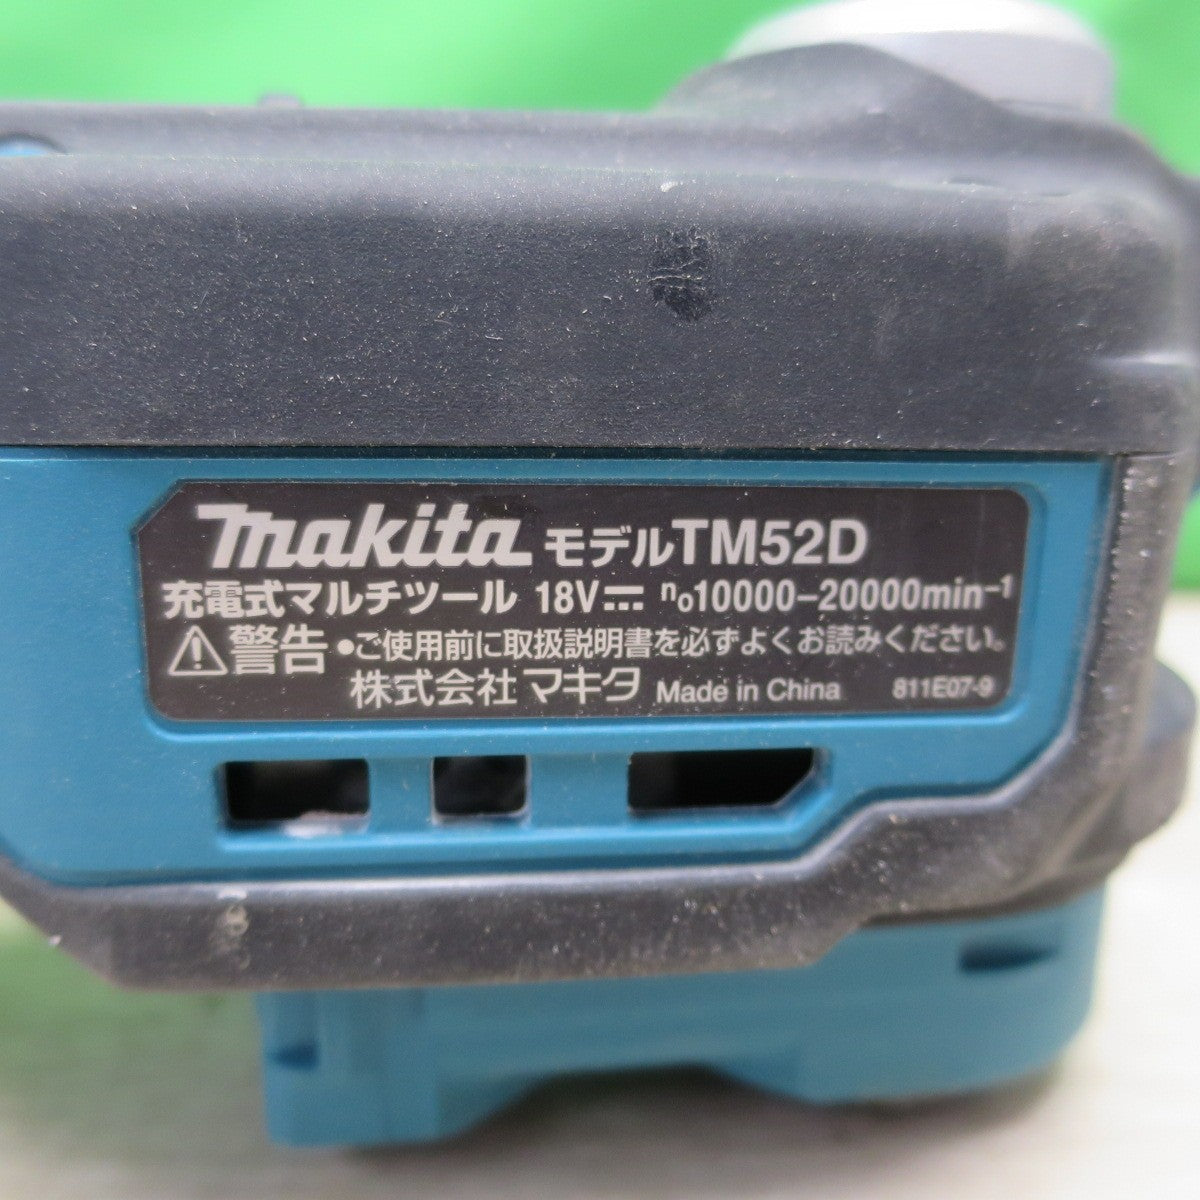 makita モデルTM52D
充電式マルチツール 18V⎓ n₀10000-20000min⁻¹
⚠警告 •ご使用前に取扱説明書を必ずよくお読みください。
株式会社マキタ Made in China 811E07-9